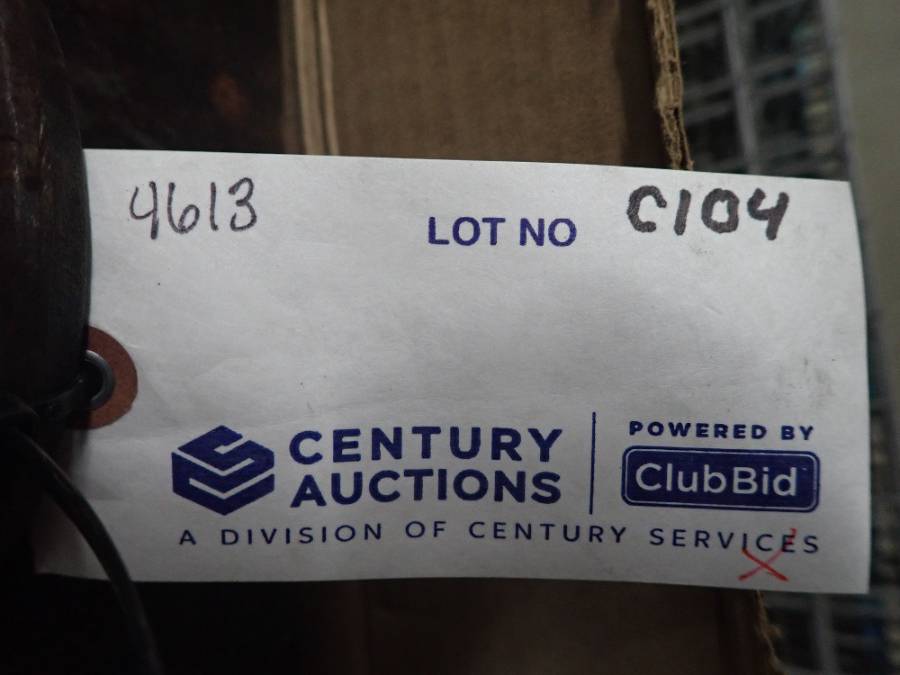 4613 LOT NO C104
CENTURY AUCTIONS
POWERED BY
ClubBid
A DIVISION OF CENTURY SERVICES
X